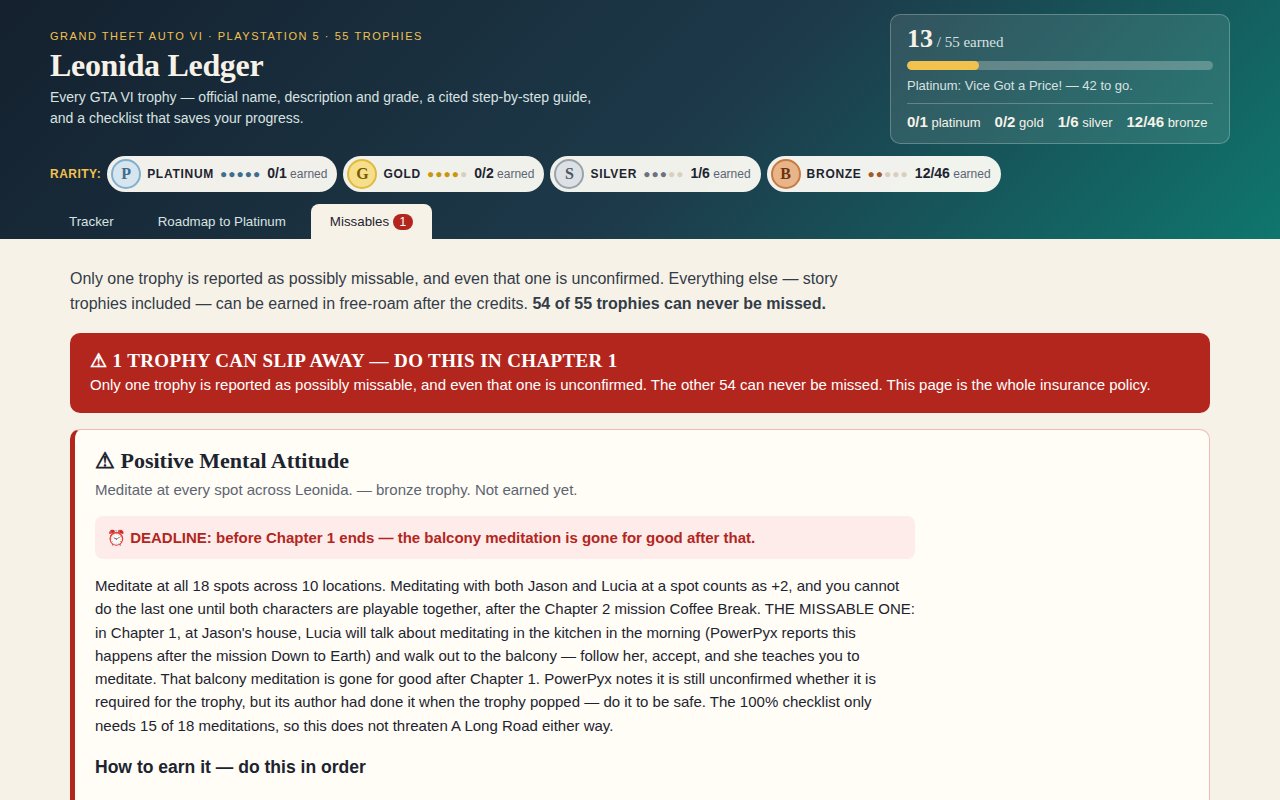 GRAND THEFT AUTO VI · PLAYSTATION 5 · 55 TROPHIES
Leonida Ledger
Every GTA VI trophy — official name, description and grade, a cited step-by-step guide,
and a checklist that saves your progress.
13 / 55 earned
Platinum: Vice Got a Price! — 42 to go.
0/1 platinum 0/2 gold 1/6 silver 12/46 bronze
RARITY: P PLATINUM ●●●●● 0/1 earned G GOLD ●●●●● 0/2 earned S SILVER ●●●●● 1/6 earned B BRONZE ●●●●● 12/46 earned
Tracker Roadmap to Platinum Missables 1
Only one trophy is reported as possibly missable, and even that one is unconfirmed. Everything else — story
trophies included — can be earned in free-roam after the credits. 54 of 55 trophies can never be missed.
⚠ 1 TROPHY CAN SLIP AWAY — DO THIS IN CHAPTER 1
Only one trophy is reported as possibly missable, and even that one is unconfirmed. The other 54 can never be missed. This page is the whole insurance policy.
⚠ Positive Mental Attitude
Meditate at every spot across Leonida. — bronze trophy. Not earned yet.
⏰ DEADLINE: before Chapter 1 ends — the balcony meditation is gone for good after that.
Meditate at all 18 spots across 10 locations. Meditating with both Jason and Lucia at a spot counts as +2, and you cannot
do the last one until both characters are playable together, after the Chapter 2 mission Coffee Break. THE MISSABLE ONE:
in Chapter 1, at Jason's house, Lucia will talk about meditating in the kitchen in the morning (PowerPyx reports this
happens after the mission Down to Earth) and walk out to the balcony — follow her, accept, and she teaches you to
meditate. That balcony meditation is gone for good after Chapter 1. PowerPyx notes it is still unconfirmed whether it is
required for the trophy, but its author had done it when the trophy popped — do it to be safe. The 100% checklist only
needs 15 of 18 meditations, so this does not threaten A Long Road either way.
How to earn it — do this in order